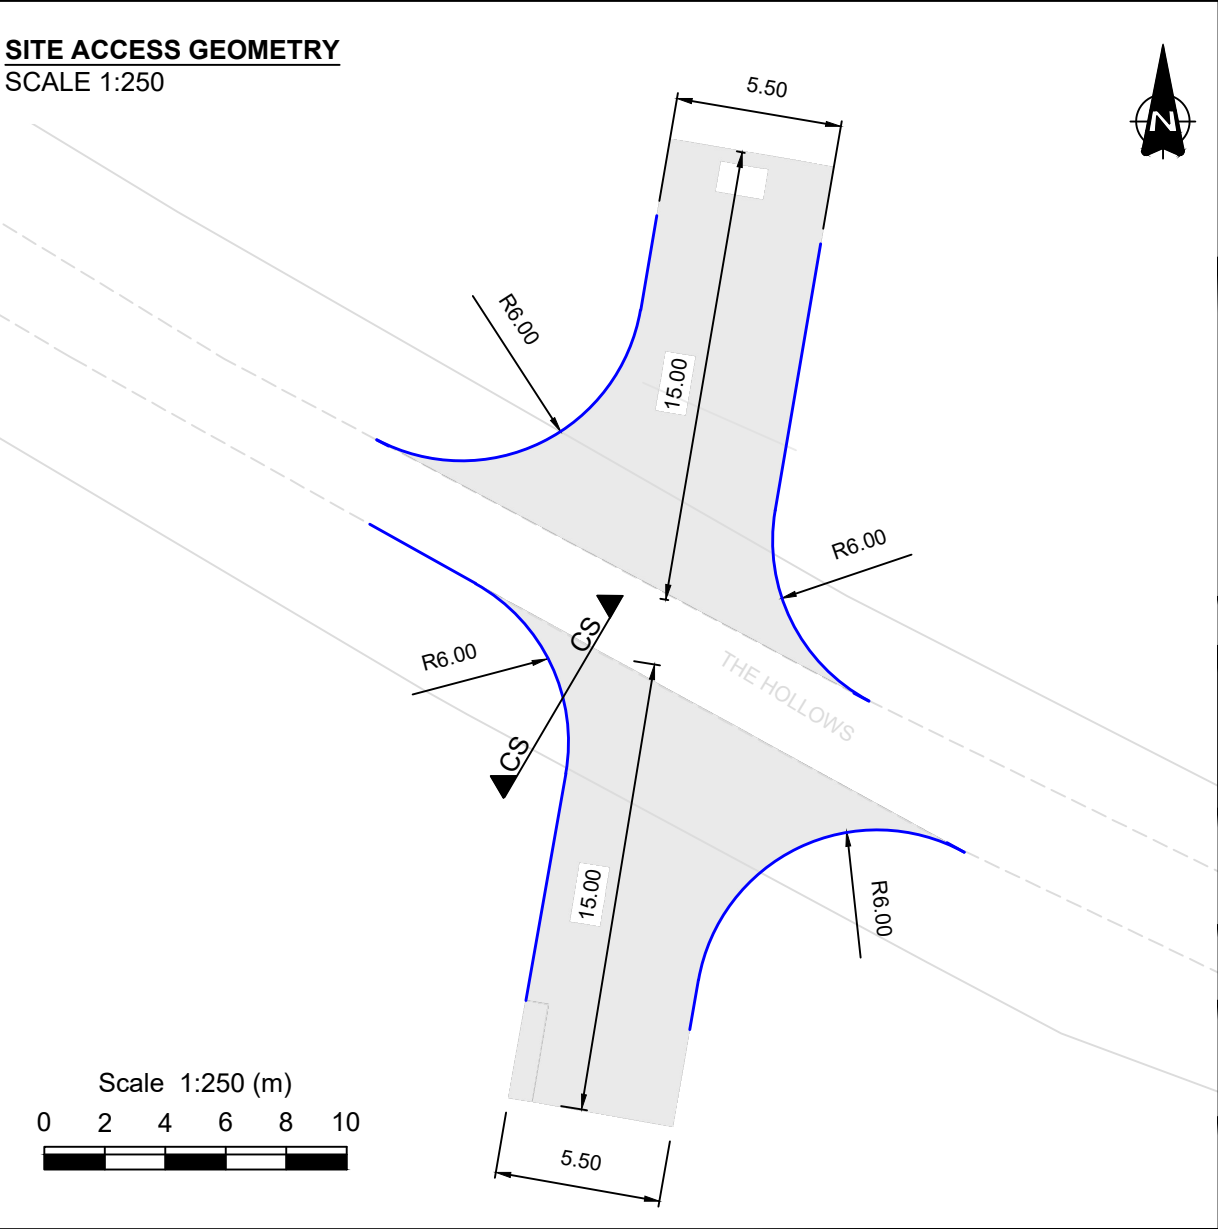 SITE ACCESS GEOMETRY
SCALE 1:250
5.50
N
R6.00
15.00
R6.00
CS
R6.00
THE HOLLOWS
CS
15.00
R6.00
Scale 1:250 (m)
0 2 4 6 8 10
5.50